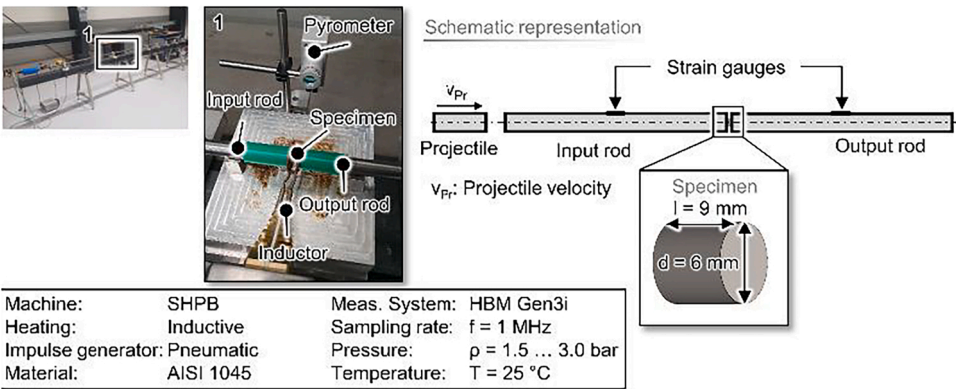 1
1
Pyrometer
Input rod
Specimen
Output rod
Inductor
Schematic representation
Strain gauges
vPr
Projectile
Input rod
Output rod
vPr: Projectile velocity
Specimen
l = 9 mm
d = 6 mm
Machine: SHPB Meas. System: HBM Gen3i
Heating: Inductive Sampling rate: f = 1 MHz
Impulse generator: Pneumatic Pressure: ρ = 1.5 ... 3.0 bar
Material: AISI 1045 Temperature: T = 25 °C